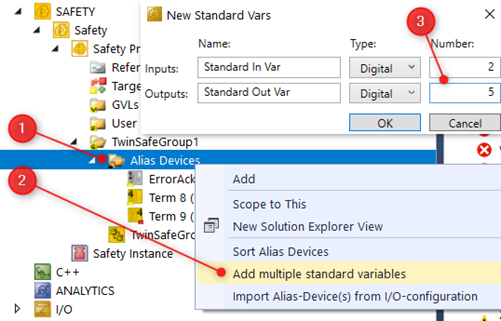 SAFETY
Safety
Safety Pr
Refer
Targe
GVLs
User
TwinSafeGroup1
Alias Devices
ErrorAck
Term 8 (
Term 9 (
TwinSafeGro
Safety Instance
C++
ANALYTICS
I/O
1
2
New Standard Vars
3
Name: Type: Number:
Inputs: Standard In Var Digital 2
Outputs: Standard Out Var Digital 5
OK Cancel
Add
Scope to This
New Solution Explorer View
Sort Alias Devices
Add multiple standard variables
Import Alias-Device(s) from I/O-configuration